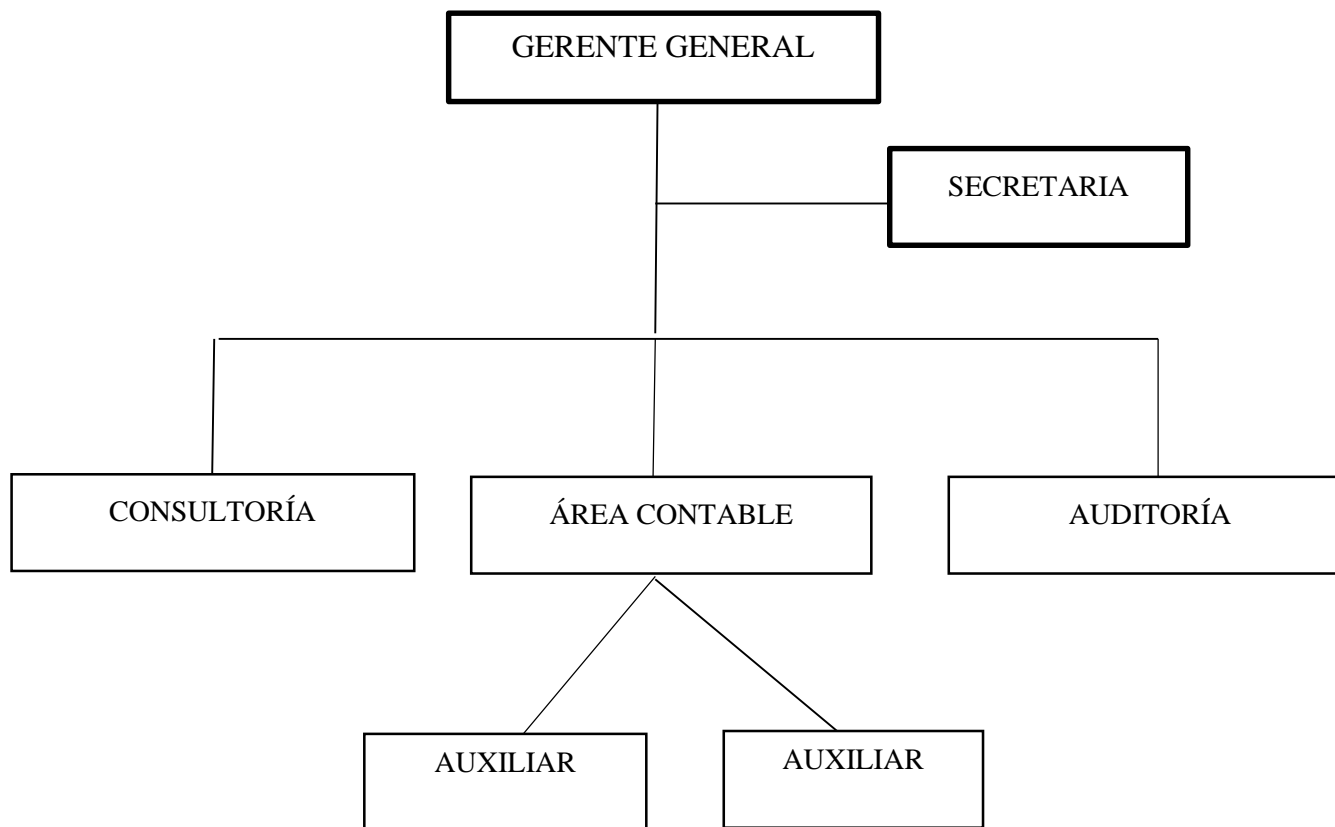 GERENTE GENERAL
SECRETARIA
CONSULTORÍA
ÁREA CONTABLE
AUDITORÍA
AUXILIAR
AUXILIAR